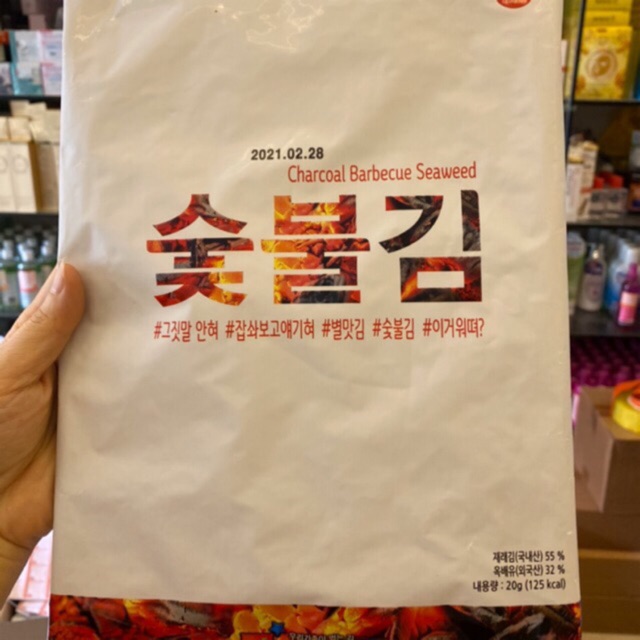 2021.02.28
Charcoal Barbecue Seaweed
숯불김
#그짓말 안혀 #잡솨보고얘기혀 #별맛김 #숯불김 #이거워뗘?
재래김(국내산) 55 %
옥배유(외국산) 32 %
내용량 : 20g (125 kcal)